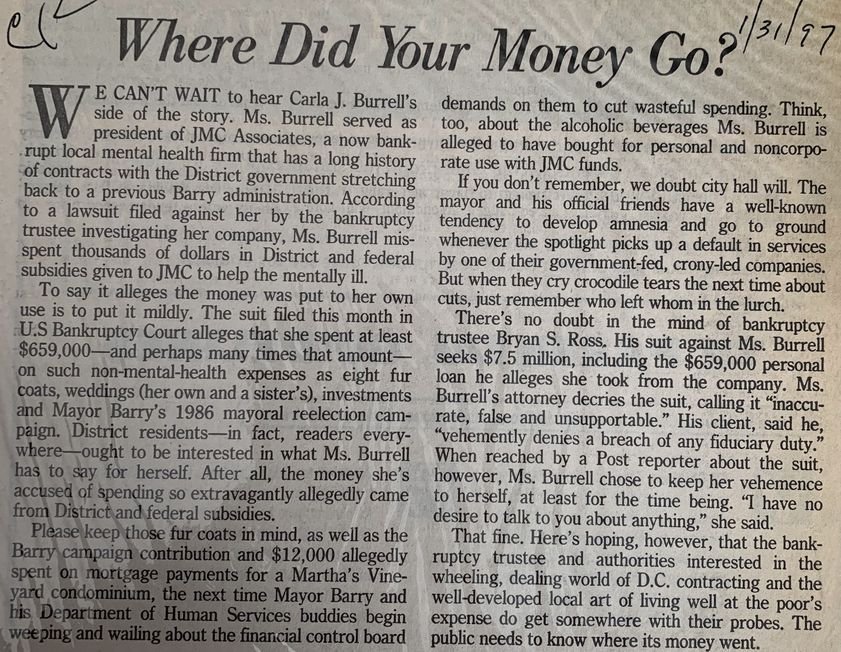 Where Did Your Money Go?
1/31/97
WE CAN'T WAIT to hear Carla J. Burrell's
side of the story. Ms. Burrell served as
president of JMC Associates, a now bank-
rupt local mental health firm that has a long history
of contracts with the District government stretching
back to a previous Barry administration. According
to a lawsuit filed against her by the bankruptcy
trustee investigating her company, Ms. Burrell mis-
spent thousands of dollars in District and federal
subsidies given to JMC to help the mentally ill.
To say it alleges the money was put to her own
use is to put it mildly. The suit filed this month in
U.S Bankruptcy Court alleges that she spent at least
$659,000—and perhaps many times that amount—
on such non-mental-health expenses as eight fur
coats, weddings (her own and a sister's), investments
and Mayor Barry's 1986 mayoral reelection cam-
paign. District residents—in fact, readers every-
where—ought to be interested in what Ms. Burrell
has to say for herself. After all, the money she's
accused of spending so extravagantly allegedly came
from District and federal subsidies.
Please keep those fur coats in mind, as well as the
Barry campaign contribution and $12,000 allegedly
spent on mortgage payments for a Martha's Vine-
yard condominium, the next time Mayor Barry and
his Department of Human Services buddies begin
weeping and wailing about the financial control board
demands on them to cut wasteful spending. Think,
too, about the alcoholic beverages Ms. Burrell is
alleged to have bought for personal and noncorpo-
rate use with JMC funds.
If you don't remember, we doubt city hall will. The
mayor and his official friends have a well-known
tendency to develop amnesia and go to ground
whenever the spotlight picks up a default in services
by one of their government-fed, crony-led companies.
But when they cry crocodile tears the next time about
cuts, just remember who left whom in the lurch.
There's no doubt in the mind of bankruptcy
trustee Bryan S. Ross. His suit against Ms. Burrell
seeks $7.5 million, including the $659,000 personal
loan he alleges she took from the company. Ms.
Burrell's attorney decries the suit, calling it "inaccu-
rate, false and unsupportable." His client, said he,
"vehemently denies a breach of any fiduciary duty."
When reached by a Post reporter about the suit,
however, Ms. Burrell chose to keep her vehemence
to herself, at least for the time being. "I have no
desire to talk to you about anything," she said.
That fine. Here's hoping, however, that the bank-
ruptcy trustee and authorities interested in the
wheeling, dealing world of D.C. contracting and the
well-developed local art of living well at the poor's
expense do get somewhere with their probes. The
public needs to know where its money went.